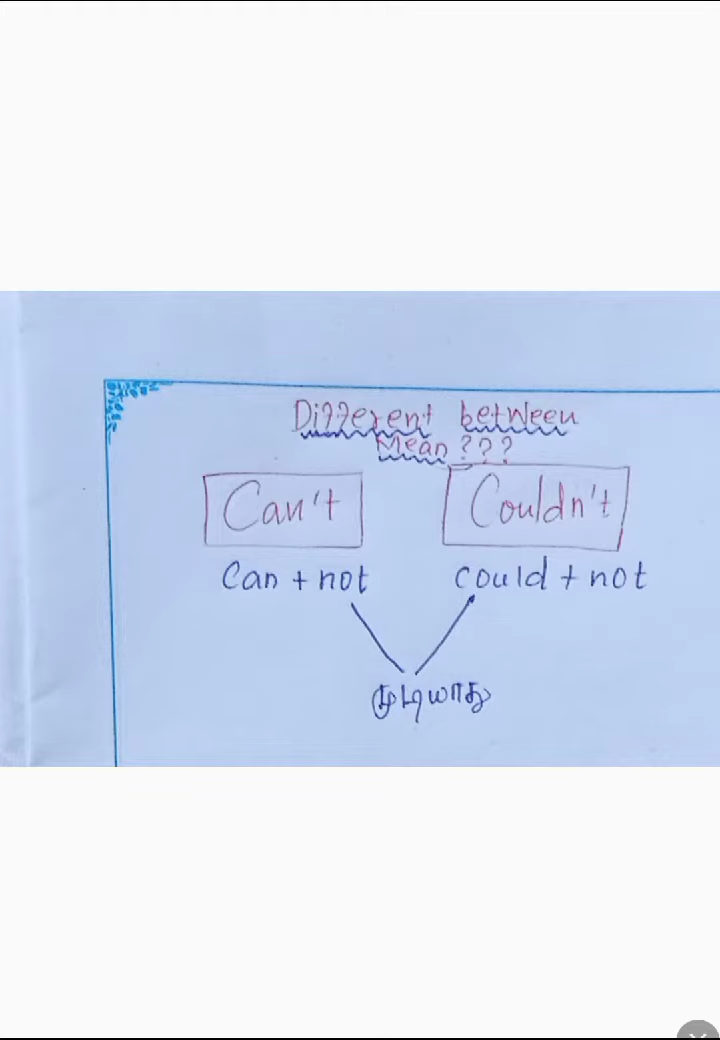 Different between
Mean ???
Can't Couldn't
Can + not could + not
முடியாது